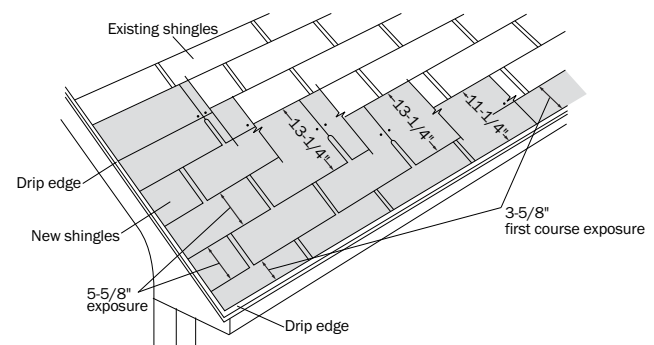 Existing shingles
13-1/4"
13-1/4"
11-1/4"
Drip edge
New shingles
3-5/8"
first course exposure
5-5/8"
exposure
Drip edge